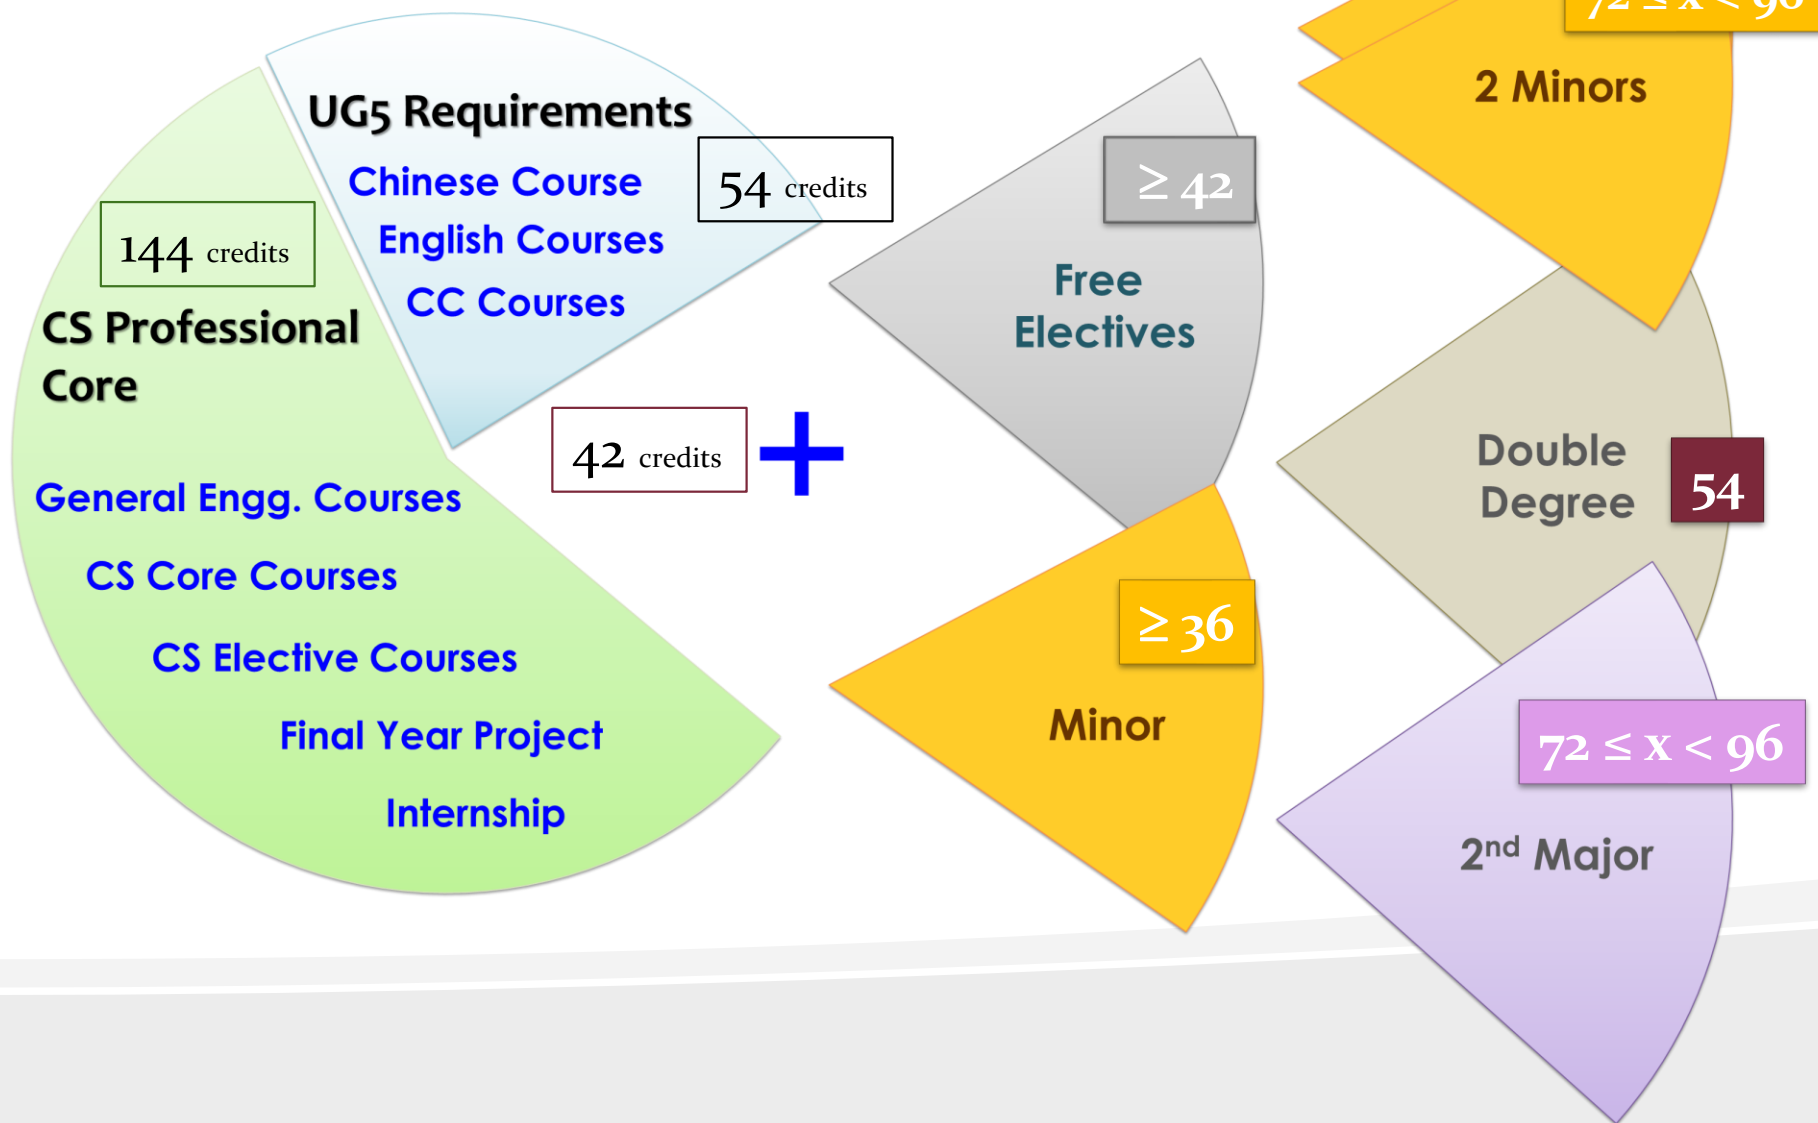 UG5 Requirements
Chinese Course
English Courses
CC Courses
54 credits
144 credits
CS Professional
Core
General Engg. Courses
CS Core Courses
CS Elective Courses
Final Year Project
Internship
42 credits
+
≥ 42
Free
Electives
≥ 36
Minor
72 ≤ x < 96
2 Minors
Double
Degree
54
72 ≤ x < 96
2nd Major